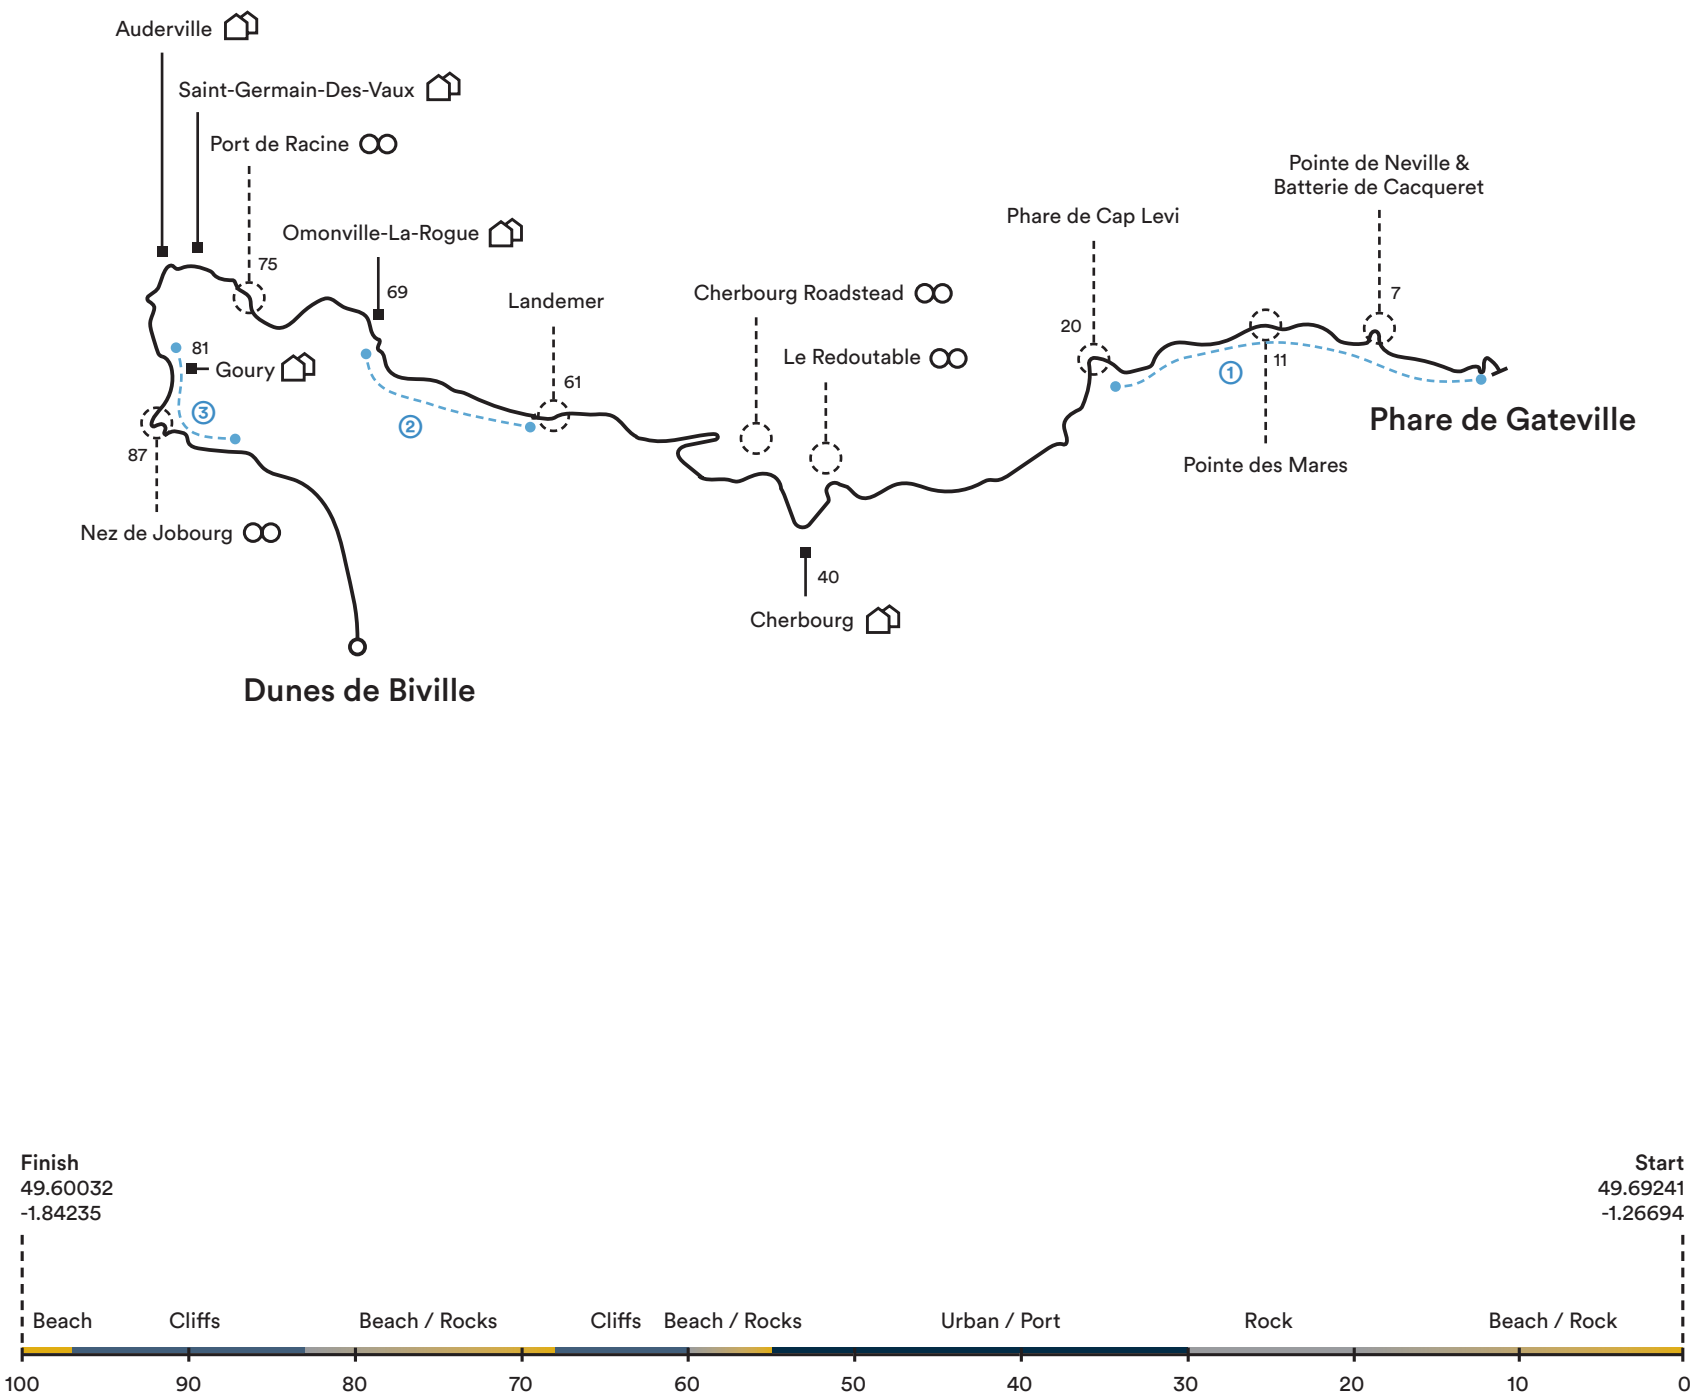 Auderville
Saint-Germain-Des-Vaux
Port de Racine
Pointe de Neville &
Batterie de Cacqueret
Phare de Cap Levi
Omonville-La-Rogue
75
69
Landemer
Cherbourg Roadstead
7
20
81
Goury
Le Redoutable
11
1
61
3
2
Phare de Gateville
87
Pointe des Mares
Nez de Jobourg
40
Cherbourg
Dunes de Biville
Finish
49.60032
-1.84235
Start
49.69241
-1.26694
Beach
Cliffs
Beach / Rocks
Cliffs
Beach / Rocks
Urban / Port
Rock
Beach / Rock
100
90
80
70
60
50
40
30
20
10
0